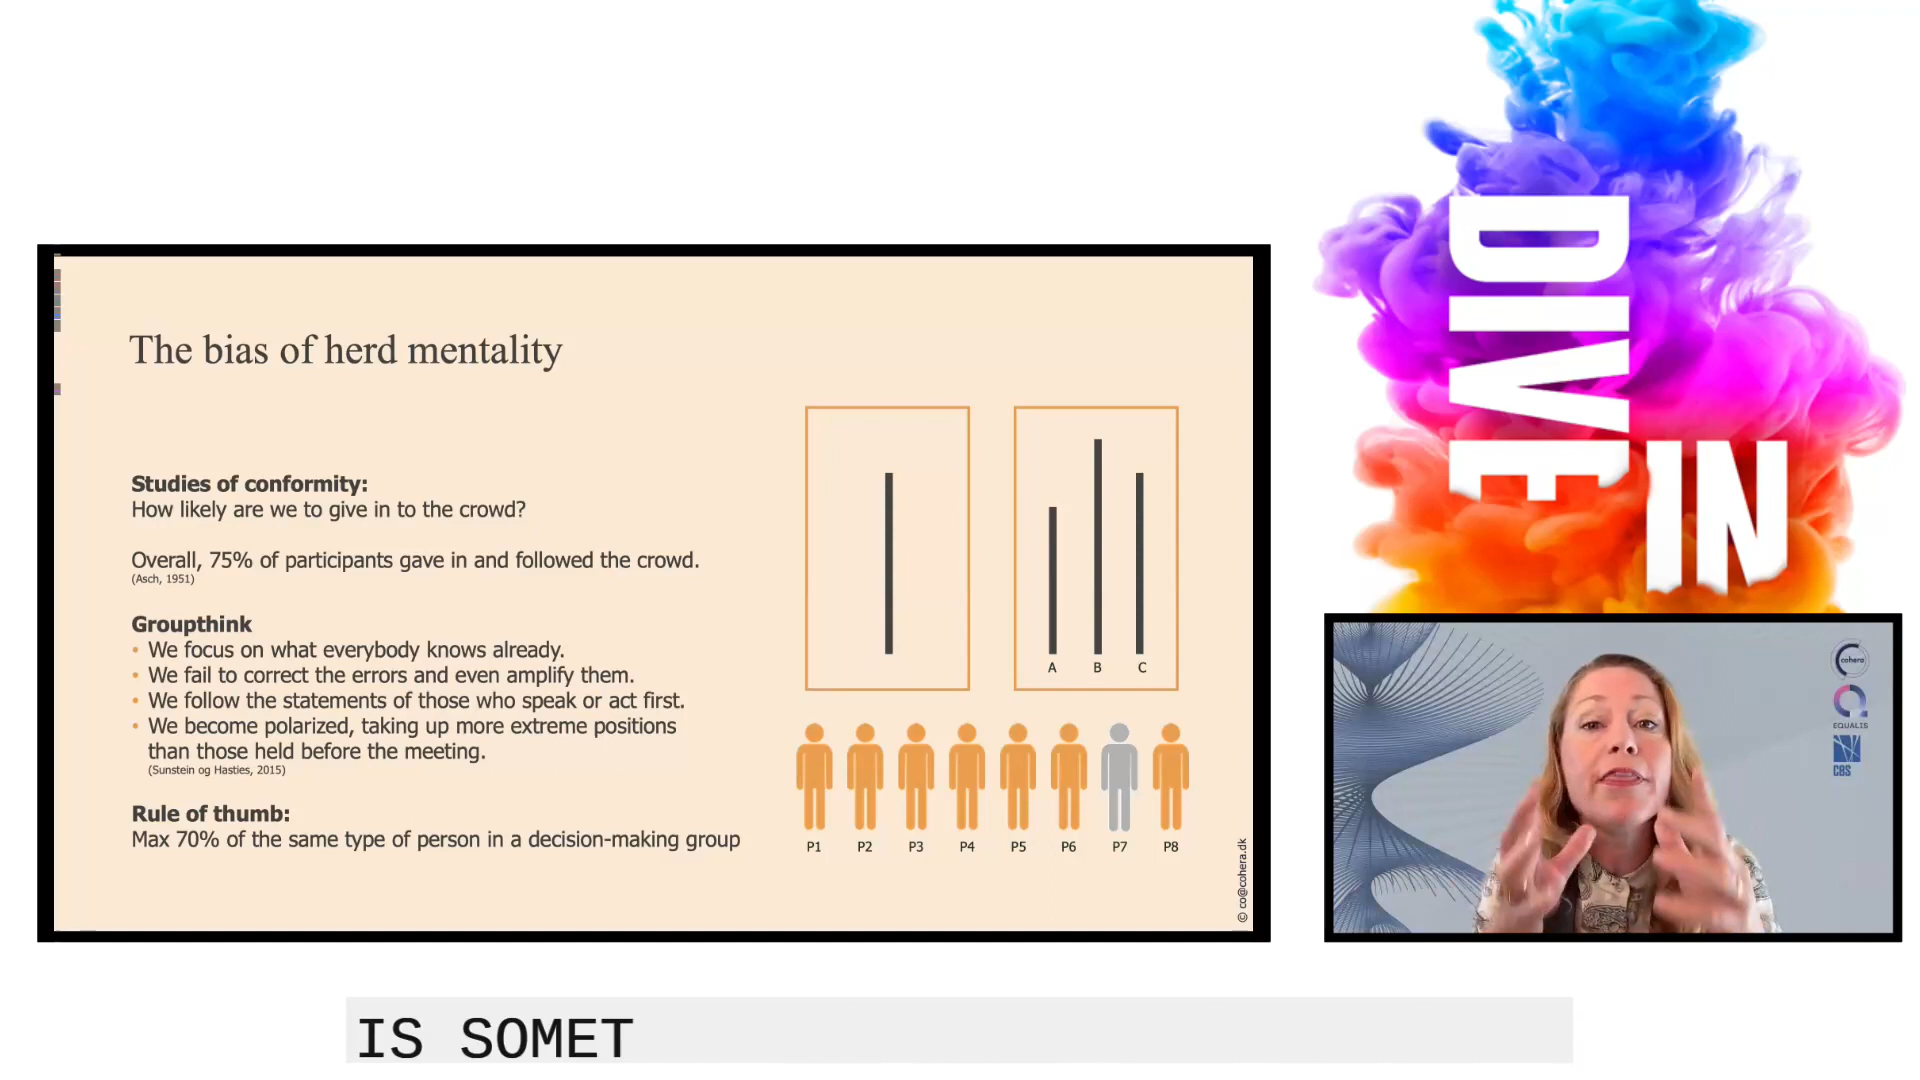 The bias of herd mentality
Studies of conformity:
How likely are we to give in to the crowd?
Overall, 75% of participants gave in and followed the crowd.
(Asch, 1951)
Groupthink
• We focus on what everybody knows already.
• We fail to correct the errors and even amplify them.
• We follow the statements of those who speak or act first.
• We become polarized, taking up more extreme positions
than those held before the meeting.
(Sunstein og Hasties, 2015)
Rule of thumb:
Max 70% of the same type of person in a decision-making group
A B C
P1 P2 P3 P4 P5 P6 P7 P8
© co@cohera.dk
DIVE
IN
cohera
EQUALIS
CBS
IS SOMET